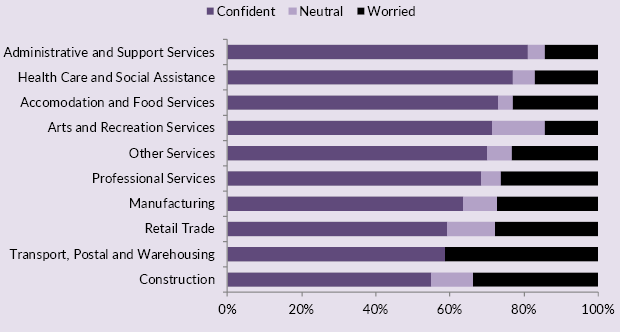 Confident Neutral Worried
Administrative and Support Services
Health Care and Social Assistance
Accomodation and Food Services
Arts and Recreation Services
Other Services
Professional Services
Manufacturing
Retail Trade
Transport, Postal and Warehousing
Construction
0% 20% 40% 60% 80% 100%